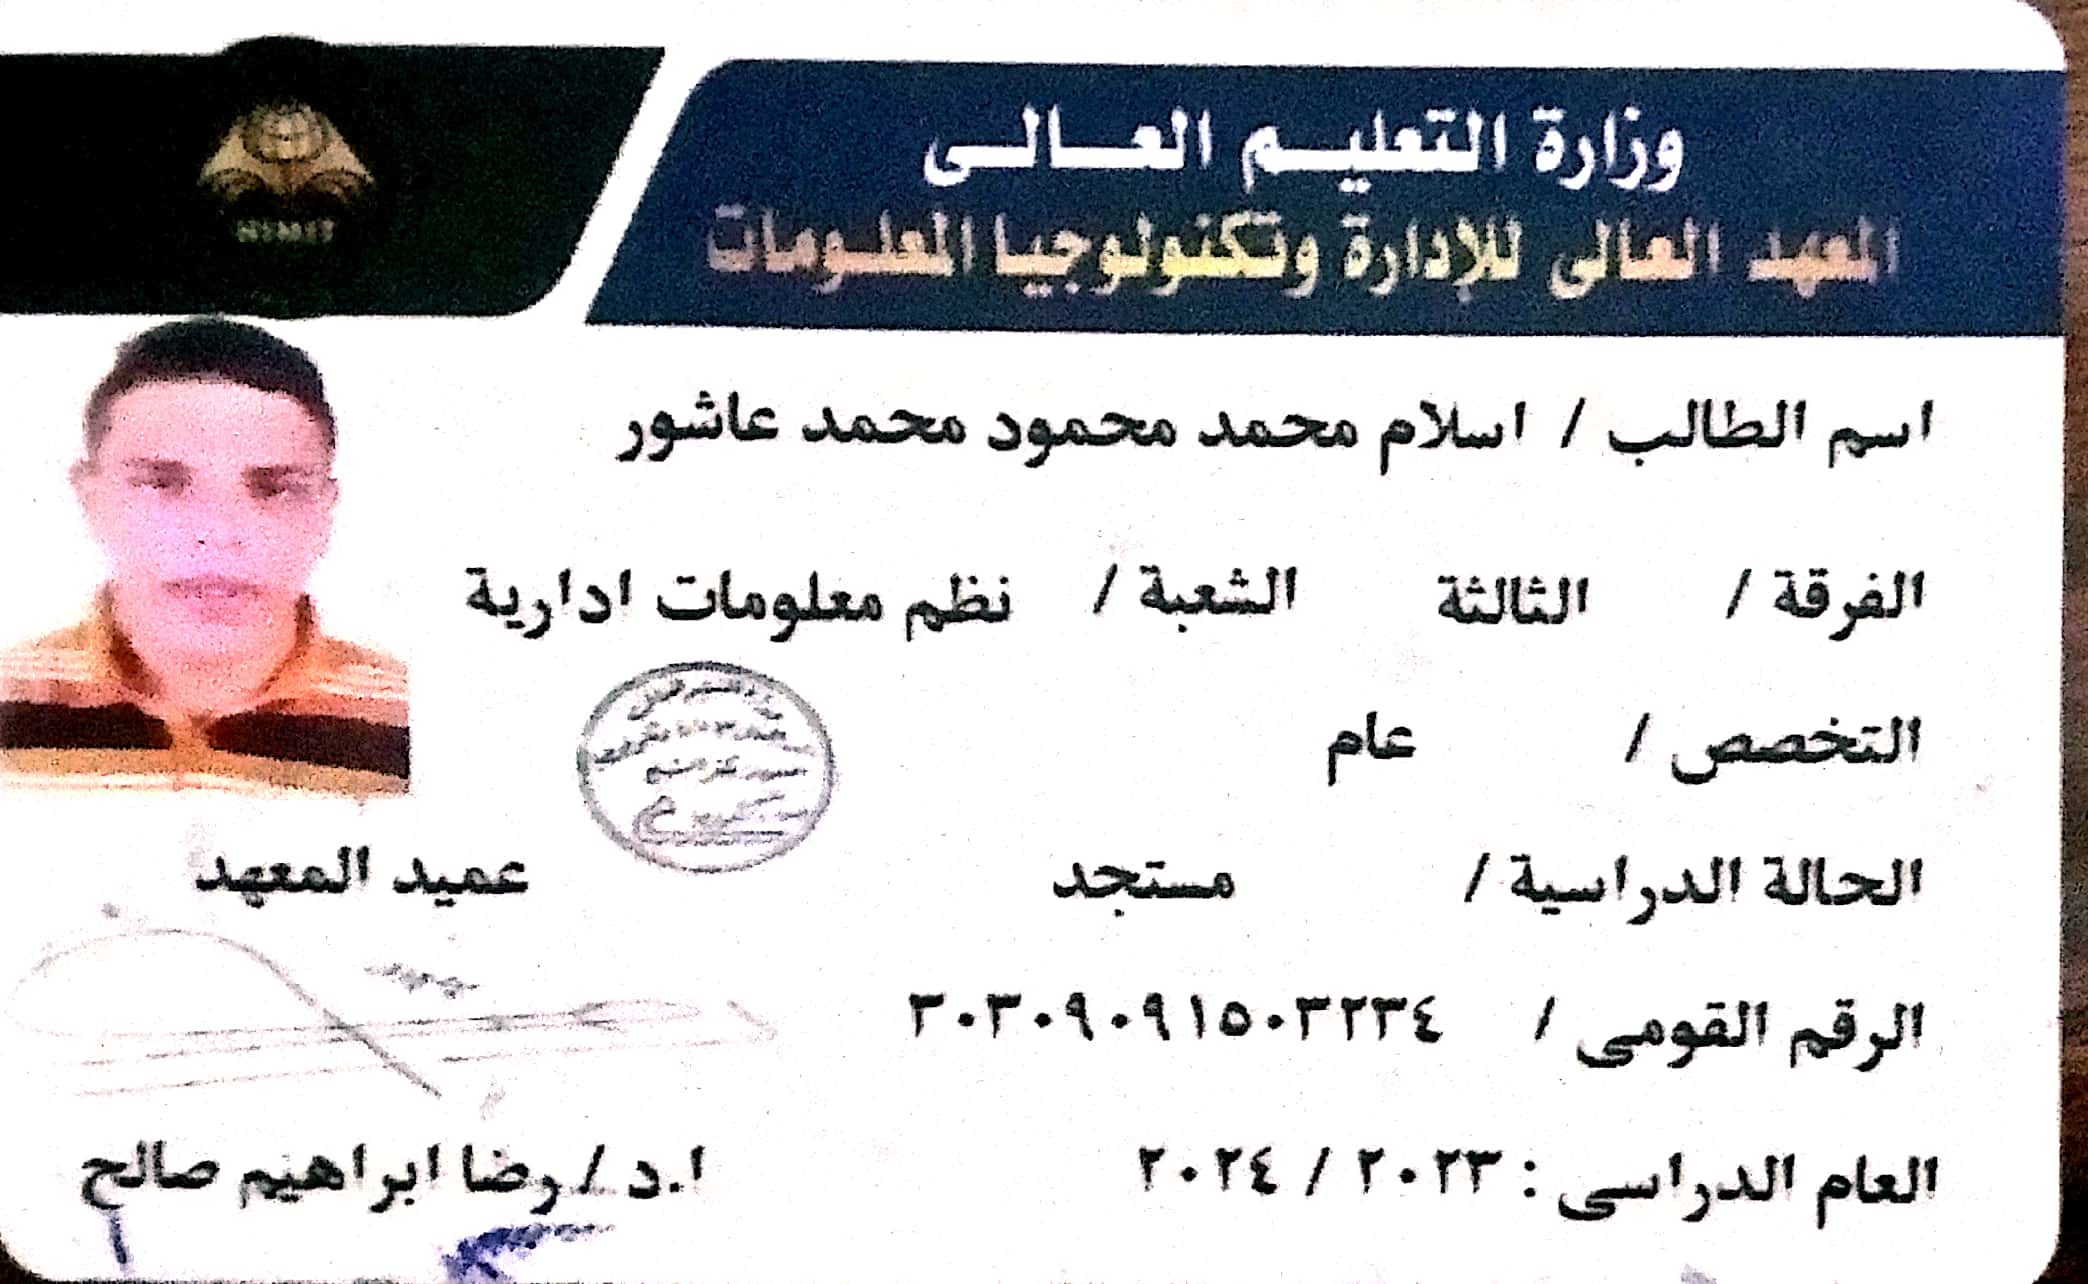 وزارة التعليم العالى
المعهد العالى للإدارة وتكنولوجيا المعلومات
اسم الطالب / اسلام محمد محمود محمد عاشور
الفرقة / الثالثة الشعبة / نظم معلومات ادارية
التخصص / عام
الحالة الدراسية / مستجد
عميد المعهد
الرقم القومى / ٣٠٣٠٩٠٩١٥٠٣٢٣٤
العام الدراسى : ٢٠٢٣ / ٢٠٢٤
ا.د / رضا ابراهيم صالح